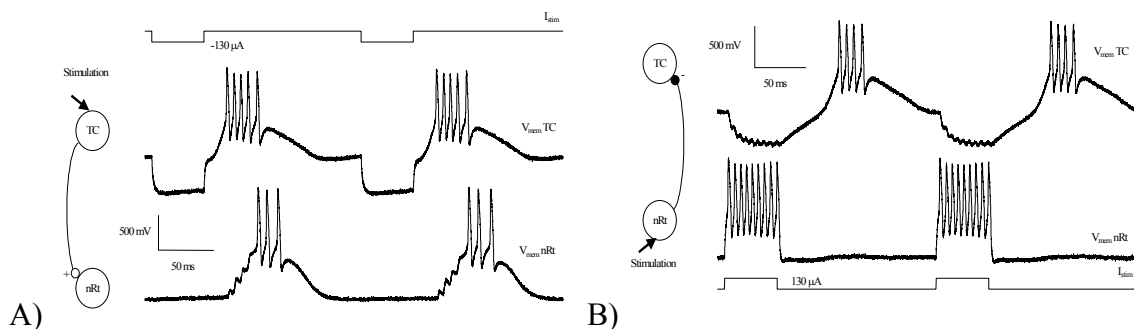 I_stim
-130 µA
Stimulation
TC
V_mem TC
500 mV
50 ms
V_mem nRt
+
nRt
A)
500 mV
50 ms
TC
-
V_mem TC
nRt
Stimulation
V_mem nRt
I_stim
130 µA
B)